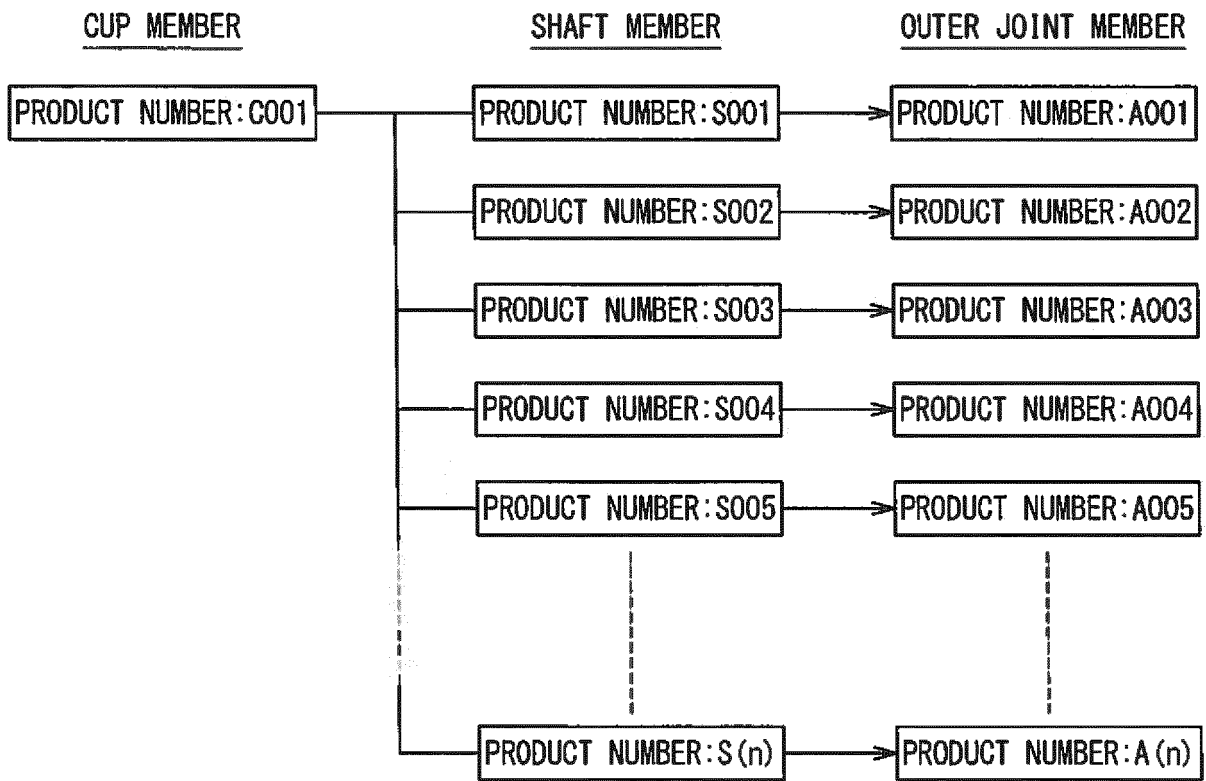 CUP MEMBER SHAFT MEMBER OUTER JOINT MEMBER
PRODUCT NUMBER:C001 PRODUCT NUMBER:S001 PRODUCT NUMBER:A001
PRODUCT NUMBER:S002 PRODUCT NUMBER:A002
PRODUCT NUMBER:S003 PRODUCT NUMBER:A003
PRODUCT NUMBER:S004 PRODUCT NUMBER:A004
PRODUCT NUMBER:S005 PRODUCT NUMBER:A005
PRODUCT NUMBER:S(n) PRODUCT NUMBER:A(n)